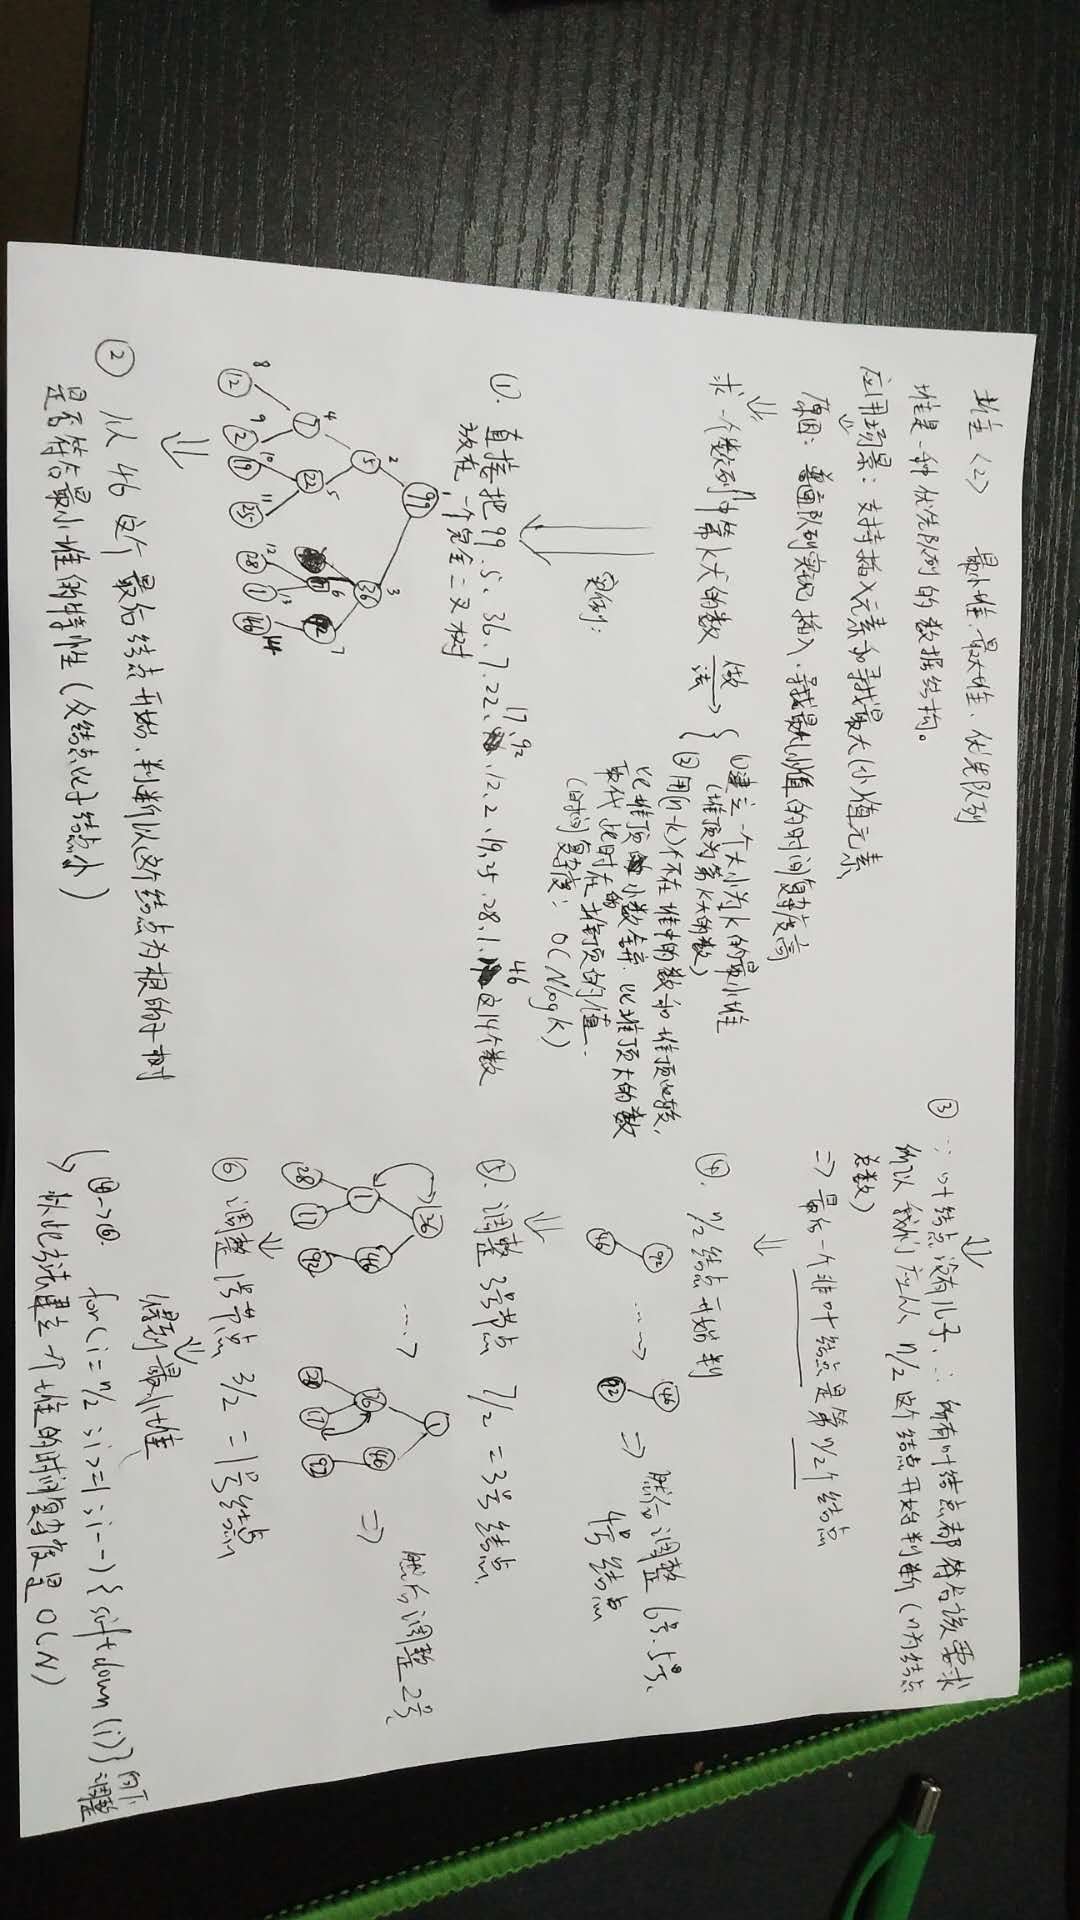 堆<2> 最小堆、最大堆、优先队列
堆是一种优先队列的数据结构。
应用场景：支持插入元素和寻找最大(小)值元素
⇓
原因：普通队列实现插入、寻找最大(小)值的时间复杂度高
⇓
求一个数列n中第k大的数 做法→
①建立一个大小为k的最小堆
(堆顶为第k大的数)
②用(n-k)个不在堆中的数和堆顶比较,
比堆顶小数舍弃. 比堆顶大的数
取代此时在堆顶的值.
(时间复杂度: O(NlogK)
实例:
①. 直接把99、5、36、7、22、17、92、12、2、19、25、28、1、46这14个数
放在一个完全二叉树
1
99
2 3
5 36
4 5 6 7
7 22 17 92
8 9 10 11 12 13 14
12 2 19 25 28 1 46
⇓
② 从46这个最后结点开始,判断以这个结点为根的子树
是否符合最小堆的特性(父结点比子结点小)
⇓
③ ∵叶结点没有儿子,∴所有叶结点都符合该要求
所以我们应从n/2这个结点开始判断(n为结点
总数)
⇒最后一个非叶结点是第n/2个结点
⇓
④. n/2结点开始判
92 ····→ 46 ⇒ 然后调整6号.5号、
46 92 4号结点
⇓
⑤. 调整3号节点 7/2 =3号结点.
36 ····→ 1 然后调整2号、
1 46 36 46 ⇒
28 17 92 28 17 92
⇓
⑥ 调整1号节点 3/2 =1号结点
⇓
得到最小堆
④→⑥. for(i=n/2;i>=1;i--){siftdown(i)} 向下
调整
以此方法建立一个堆的时间复杂度是O(N)